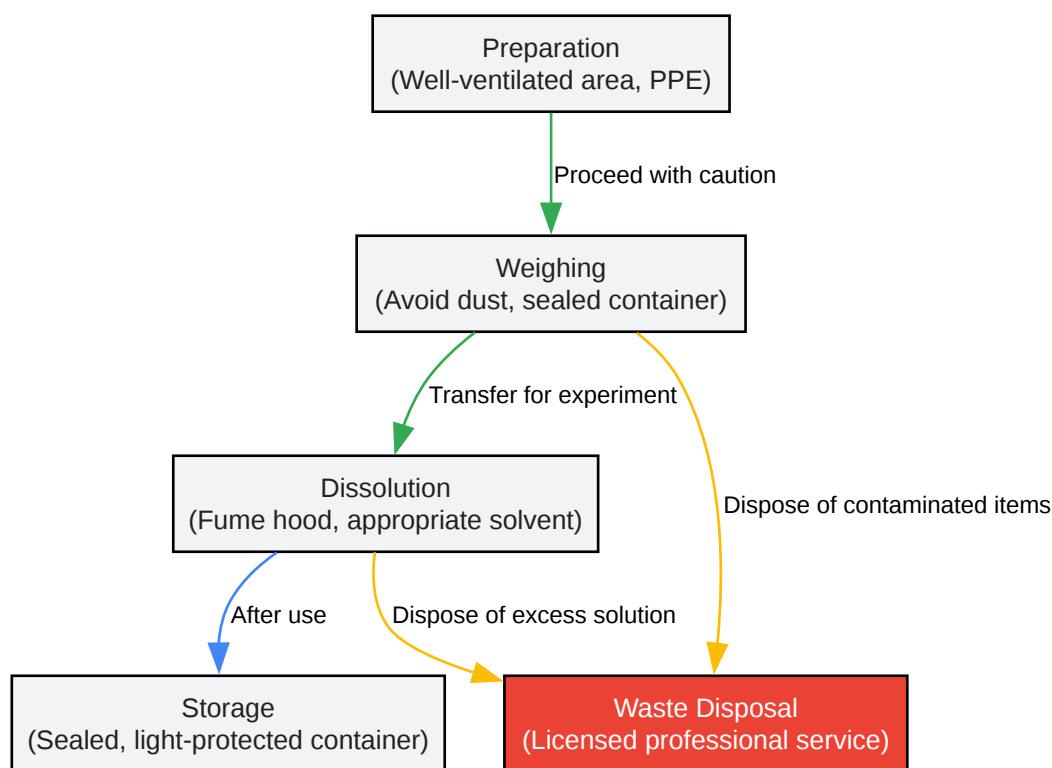 Preparation
(Well-ventilated area, PPE)
Proceed with caution
Weighing
(Avoid dust, sealed container)
Transfer for experiment
Dissolution
(Fume hood, appropriate solvent)
Dispose of contaminated items
After use
Dispose of excess solution
Storage
(Sealed, light-protected container)
Waste Disposal
(Licensed professional service)